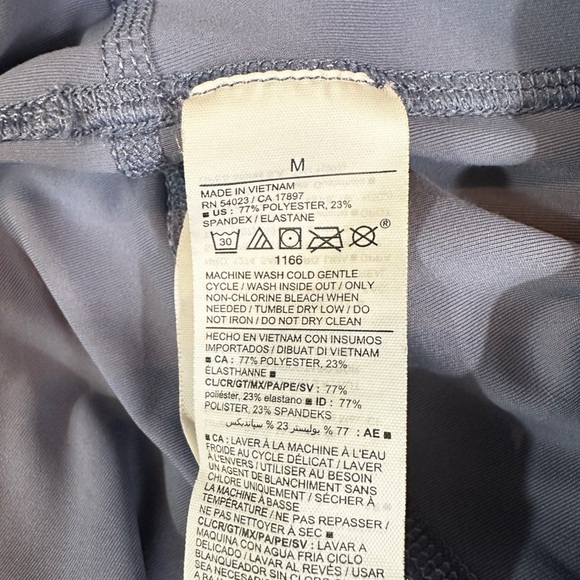 M
MADE IN VIETNAM
RN 54023 / CA 17897
■ US : 77% POLYESTER, 23%
SPANDEX / ELASTANE
30 ®
1166
MACHINE WASH COLD GENTLE
CYCLE / WASH INSIDE OUT / ONLY
NON-CHLORINE BLEACH WHEN
NEEDED / TUMBLE DRY LOW / DO
NOT IRON / DO NOT DRY CLEAN
HECHO EN VIETNAM CON INSUMOS
IMPORTADOS / DIBUAT DI VIETNAM
■ CA : 77% POLYESTER, 23%
ÉLASTHANNE ■
CL/CR/GT/MX/PA/PE/SV : 77%
poliéster, 23% elastano ■ ID : 77%
POLISTER, 23% SPANDEKS
■ AE : 77 % بوليستر 23 % سباندیکس
■ CA : LAVER À LA MACHINE À L'EAU
FROIDE AU CYCLE DÉLICAT / LAVER
À L'ENVERS / UTILISER AU BESOIN
UN AGENT DE BLANCHIMENT SANS
CHLORE UNIQUEMENT / SÉCHER À
LA MACHINE À BASSE
TEMPÉRATURE / NE PAS REPASSER /
NE PAS NETTOYER À SEC ■
CL/CR/GT/MX/PA/PE/SV : LAVAR A
MAQUINA CON AGUA FRIA CICLO
DELICADO / LAVAR AL REVÉS / USAR
BLANQUEADOR SIN CLORO
SEA NECESARIO